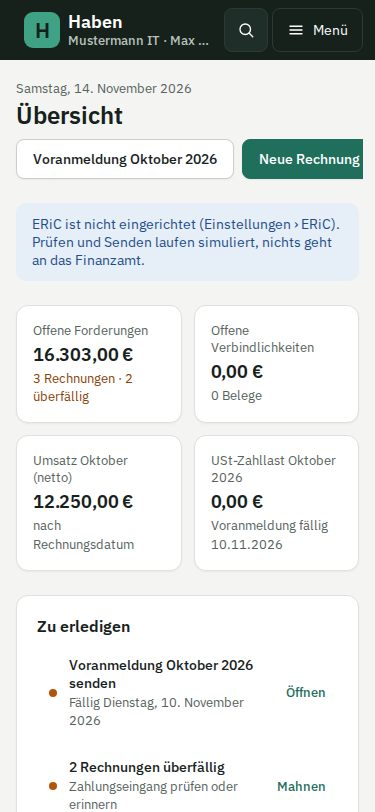 H
Haben
Mustermann IT · Max ...
Menü
Samstag, 14. November 2026
Übersicht
Voranmeldung Oktober 2026
Neue Rechnung
ERiC ist nicht eingerichtet (Einstellungen › ERiC).
Prüfen und Senden laufen simuliert, nichts geht
an das Finanzamt.
Offene Forderungen
16.303,00 €
3 Rechnungen · 2
überfällig
Offene
Verbindlichkeiten
0,00 €
0 Belege
Umsatz Oktober
(netto)
12.250,00 €
nach
Rechnungsdatum
USt-Zahllast Oktober
2026
0,00 €
Voranmeldung fällig
10.11.2026
Zu erledigen
Voranmeldung Oktober 2026
senden
Fällig Dienstag, 10. November
2026
Öffnen
2 Rechnungen überfällig
Zahlungseingang prüfen oder
erinnern
Mahnen